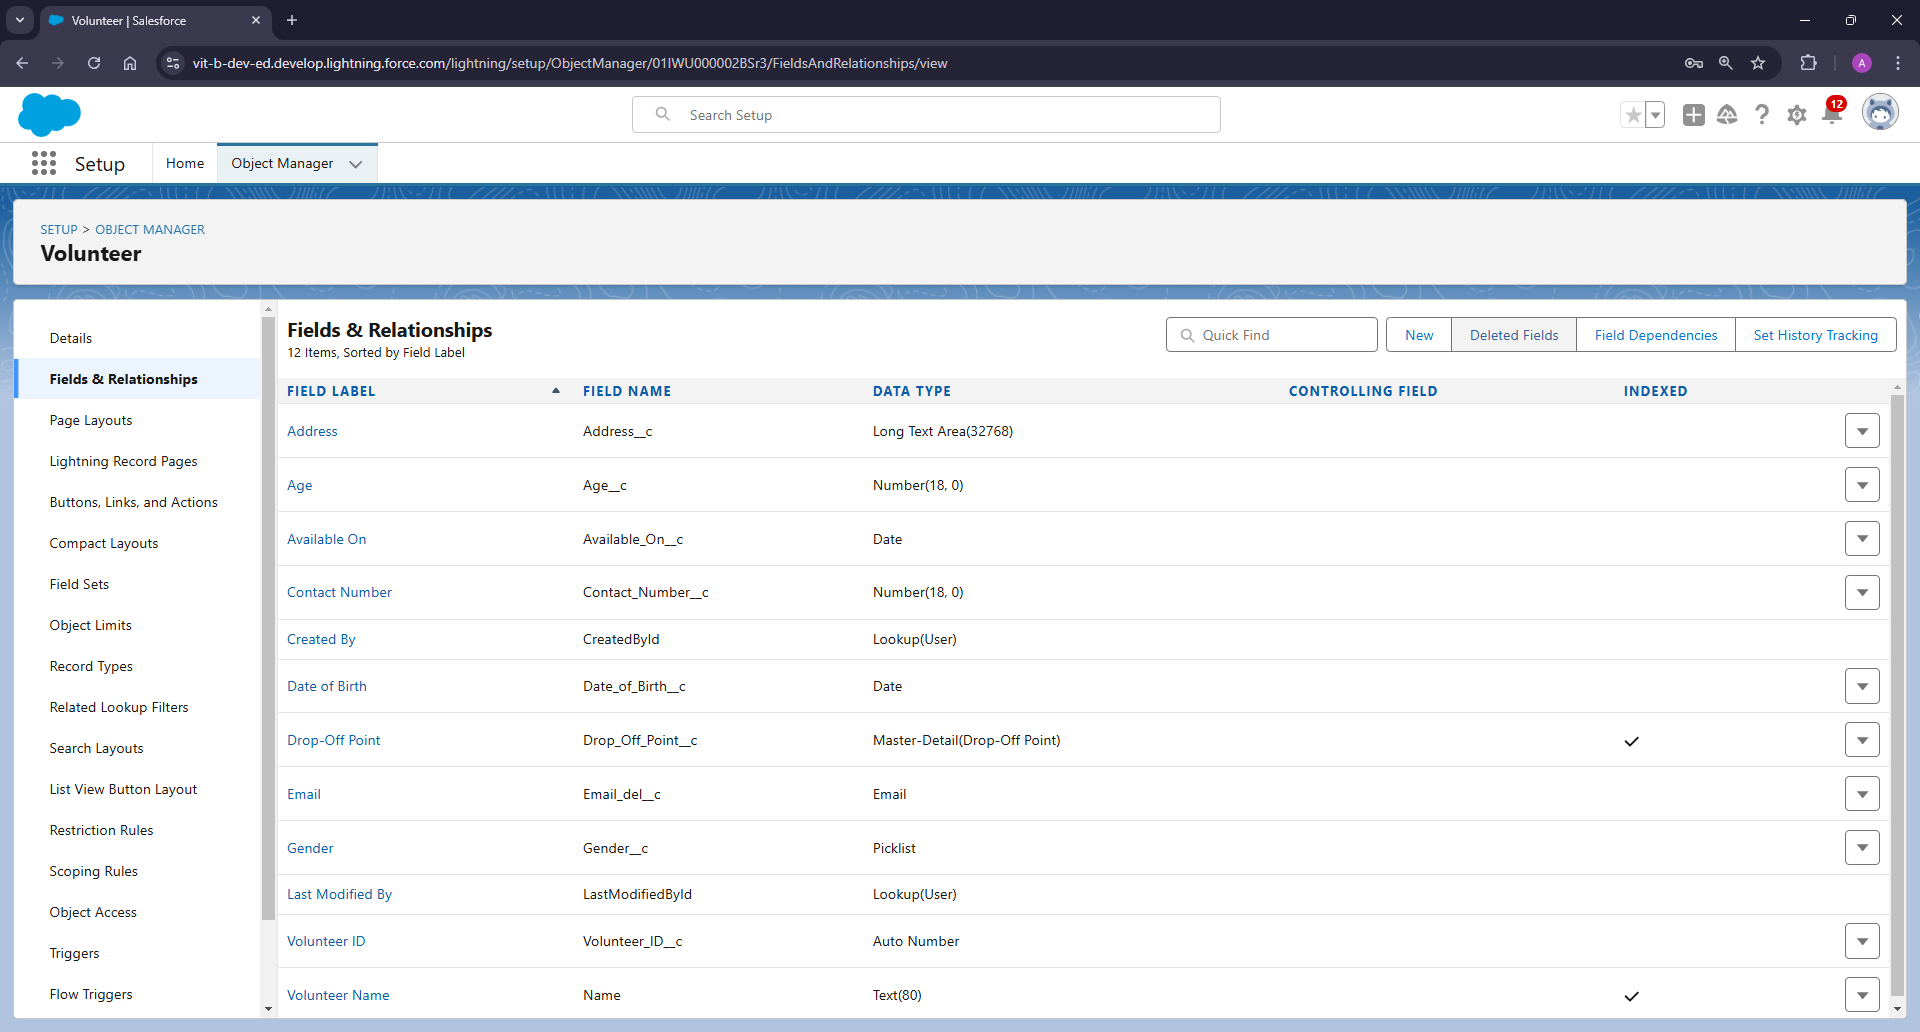 Volunteer | Salesforce
vit-b-dev-ed.develop.lightning.force.com/lightning/setup/ObjectManager/01IWU000002BSr3/FieldsAndRelationships/view
A
Search Setup
12
Setup
Home
Object Manager
SETUP > OBJECT MANAGER
Volunteer
Details
Fields & Relationships
Page Layouts
Lightning Record Pages
Buttons, Links, and Actions
Compact Layouts
Field Sets
Object Limits
Record Types
Related Lookup Filters
Search Layouts
List View Button Layout
Restriction Rules
Scoping Rules
Object Access
Triggers
Flow Triggers
Fields & Relationships
12 Items, Sorted by Field Label
Quick Find
New
Deleted Fields
Field Dependencies
Set History Tracking
FIELD LABEL FIELD NAME DATA TYPE CONTROLLING FIELD INDEXED
Address Address__c Long Text Area(32768)
Age Age__c Number(18, 0)
Available On Available_On__c Date
Contact Number Contact_Number__c Number(18, 0)
Created By CreatedById Lookup(User)
Date of Birth Date_of_Birth__c Date
Drop-Off Point Drop_Off_Point__c Master-Detail(Drop-Off Point)
Email Email_del__c Email
Gender Gender__c Picklist
Last Modified By LastModifiedById Lookup(User)
Volunteer ID Volunteer_ID__c Auto Number
Volunteer Name Name Text(80)